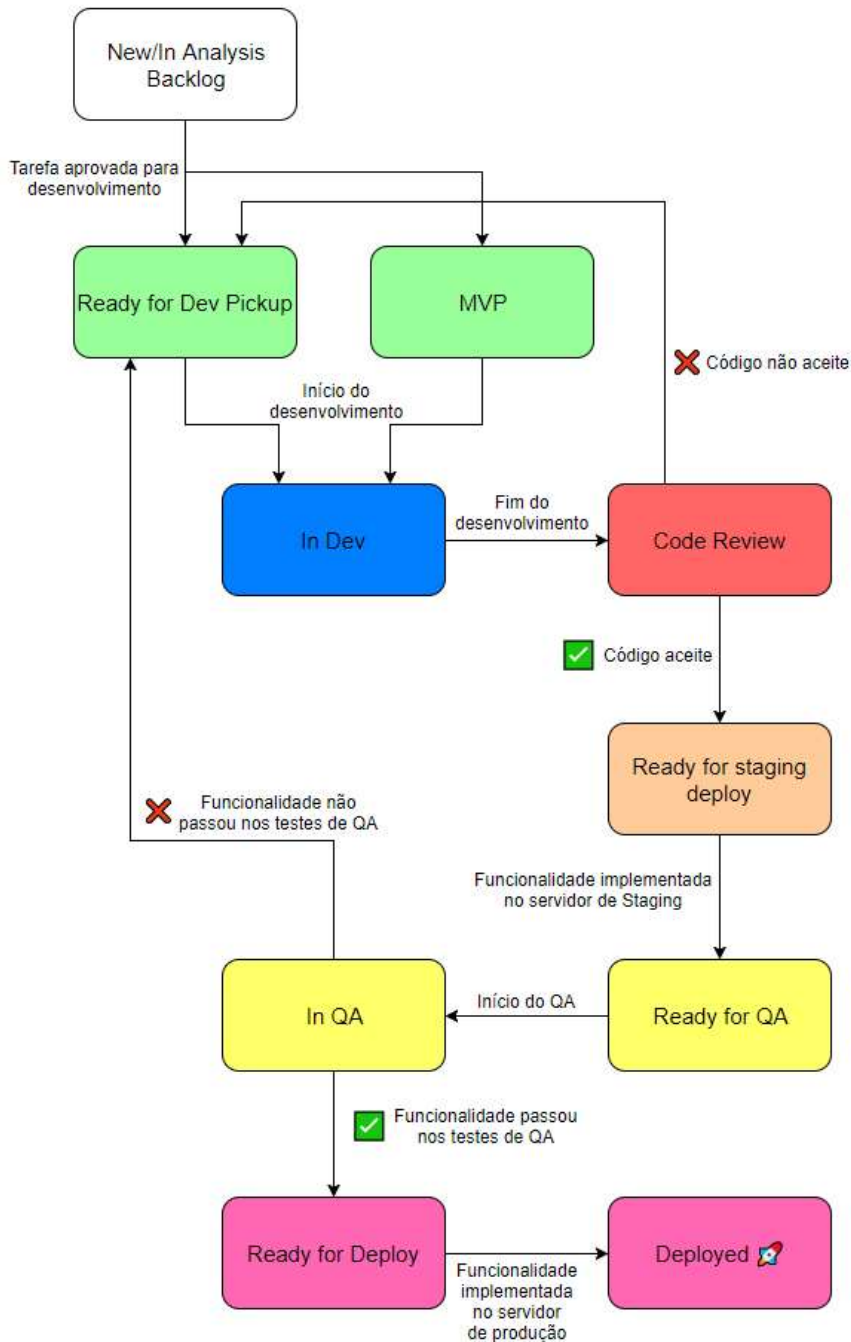 New/In Analysis
Backlog
Tarefa aprovada para
desenvolvimento
Ready for Dev Pickup
MVP
Código não aceite
Início do
desenvolvimento
In Dev
Fim do
desenvolvimento
Code Review
Código aceite
Ready for staging
deploy
Funcionalidade não
passou nos testes de QA
Funcionalidade implementada
no servidor de Staging
In QA
Início do QA
Ready for QA
Funcionalidade passou
nos testes de QA
Ready for Deploy
Funcionalidade
implementada
no servidor
de produção
Deployed 🚀